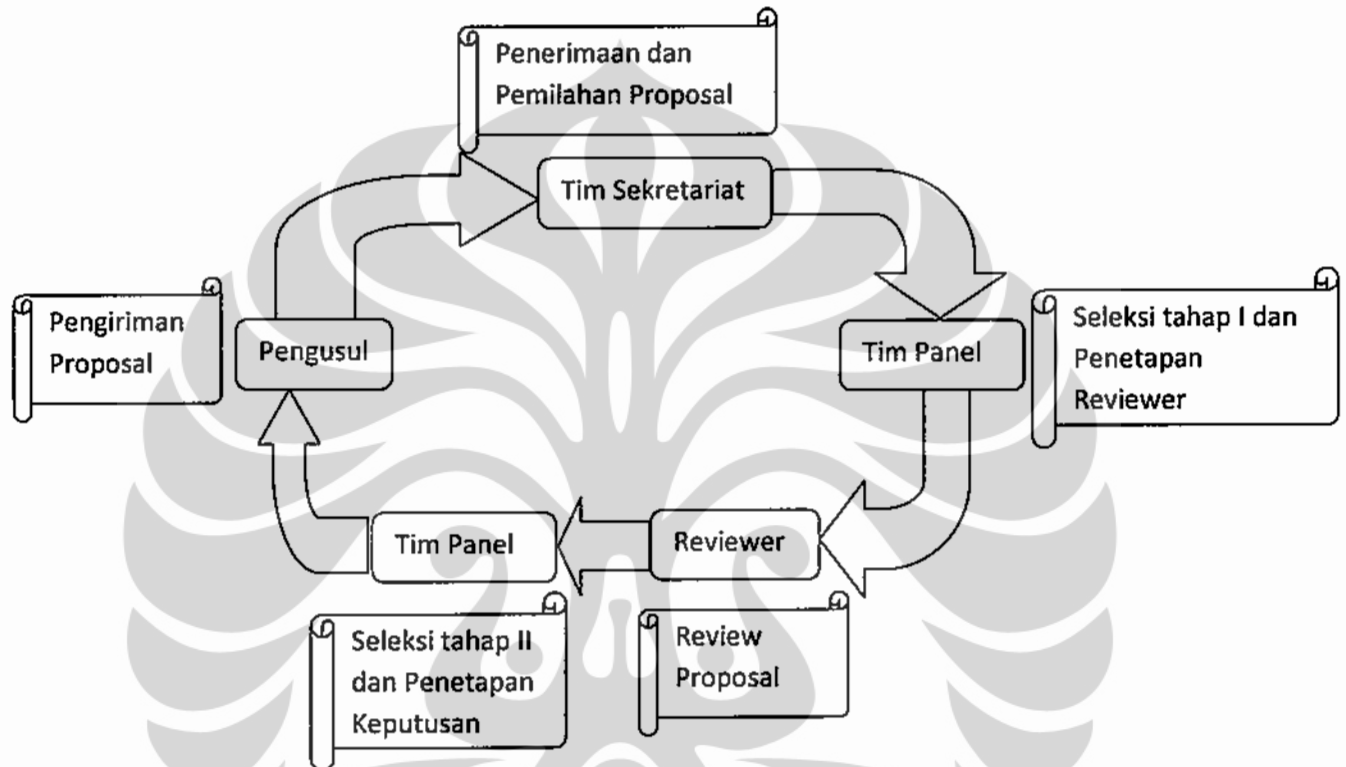 Penerimaan dan
Pemilahan Proposal
Tim Sekretariat
Pengiriman
Proposal
Pengusul
Tim Panel
Seleksi tahap I dan
Penetapan
Reviewer
Tim Panel
Reviewer
Seleksi tahap II
dan Penetapan
Keputusan
Review
Proposal